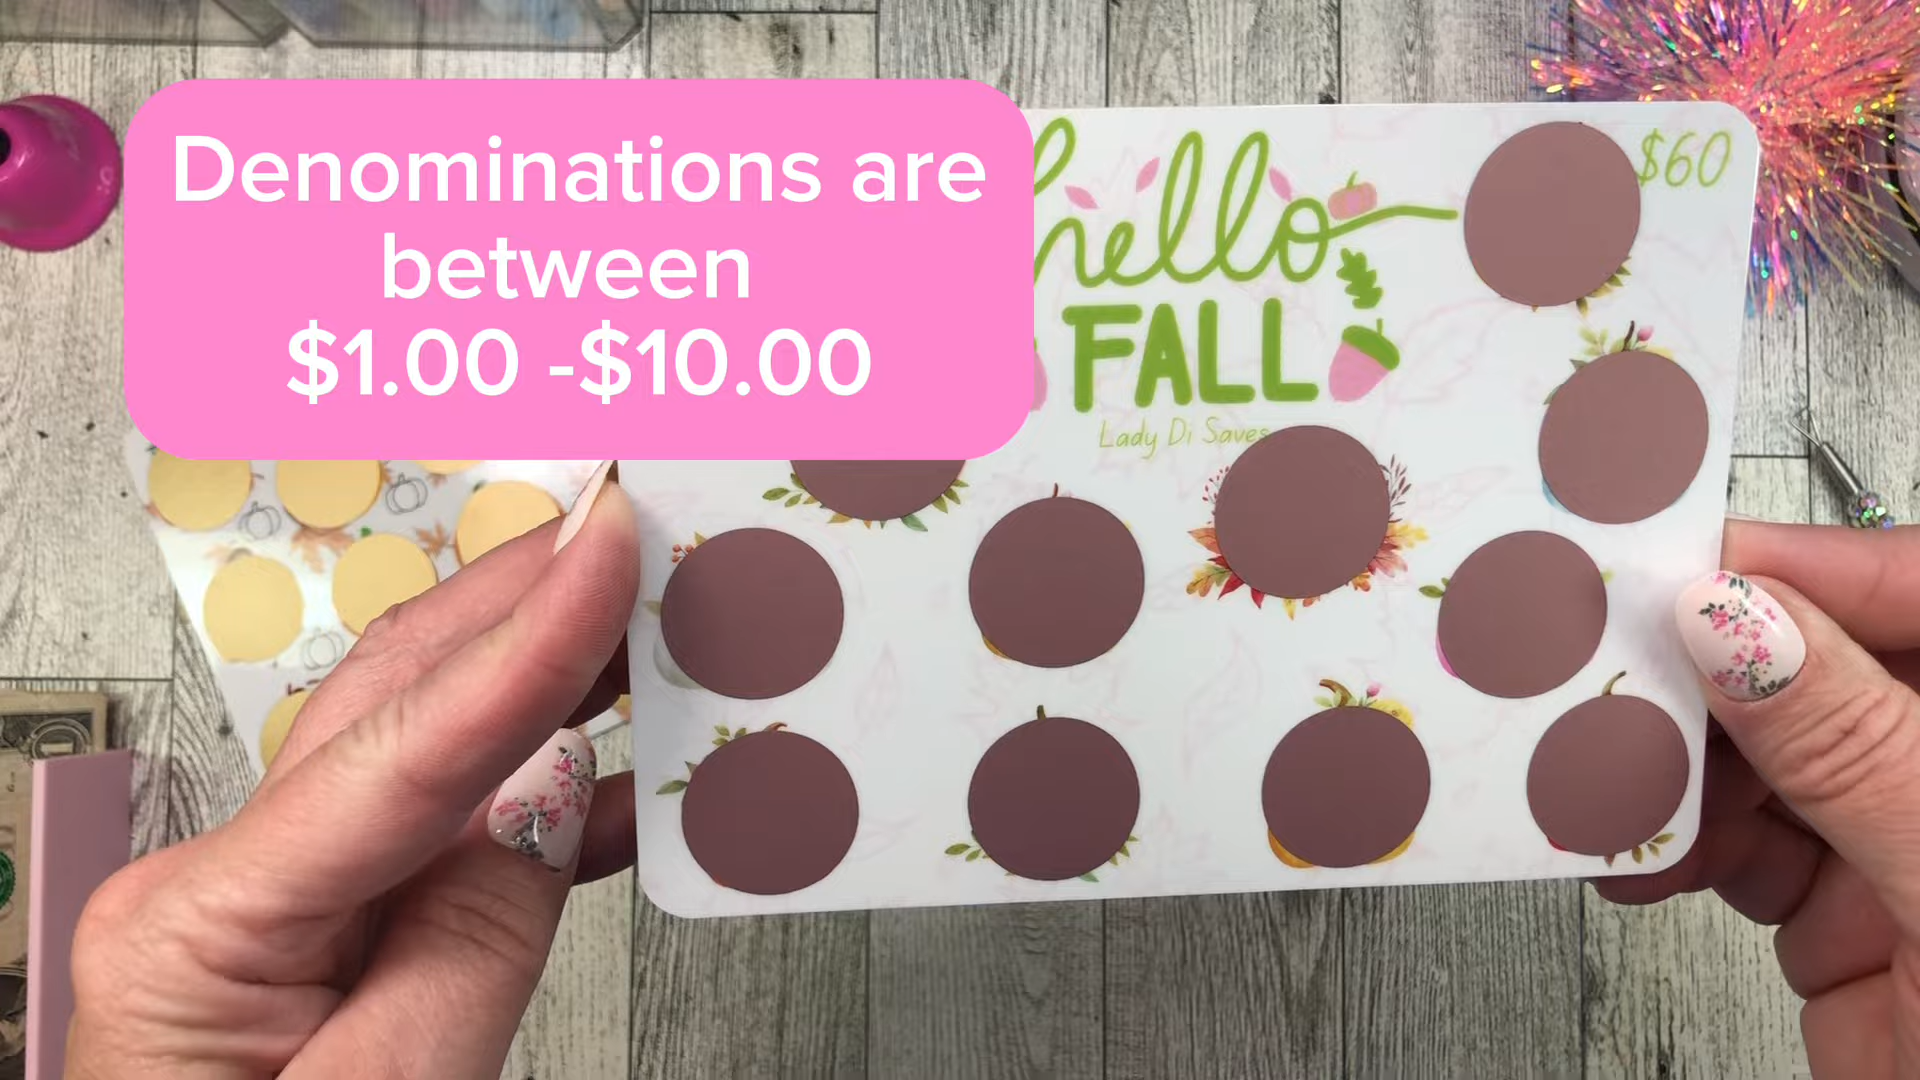 Denominations are
between
$1.00 -$10.00
hello
$60
FALL
Lady Di Saves